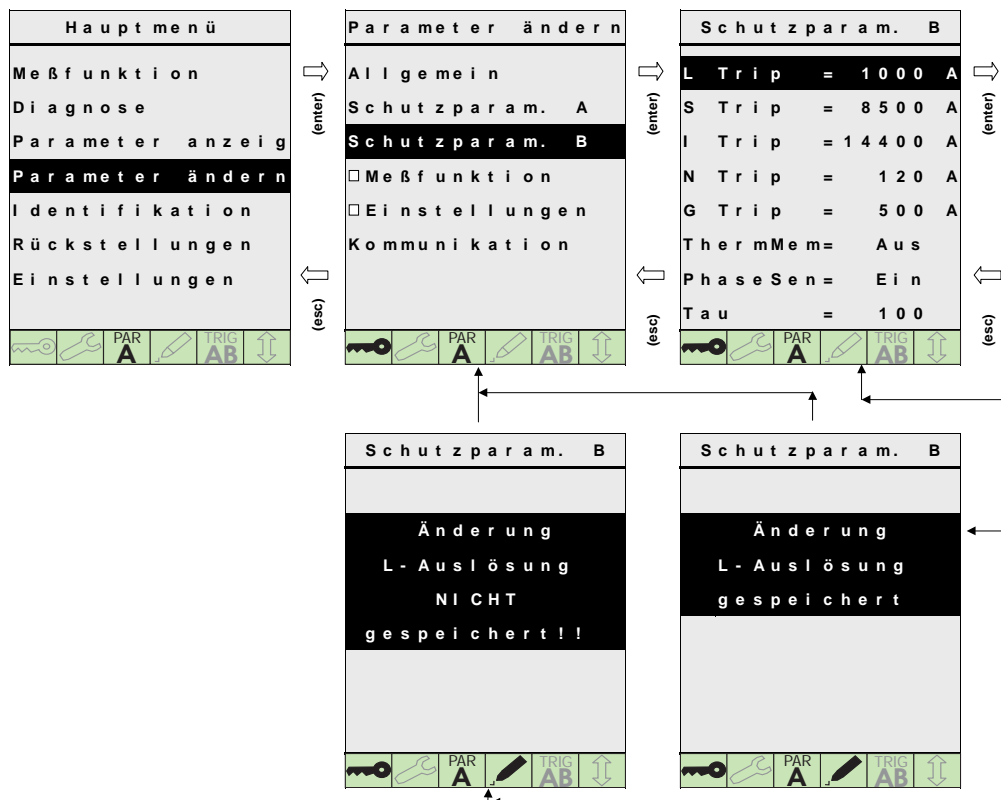 Hauptmenü
Meßfunktion
Diagnose
Parameter anzeig
Parameter ändern
Identifikation
Rückstellungen
Einstellungen
PAR
A
TRIG
AB
(enter)
(esc)
Parameter ändern
Allgemein
Schutzparam. A
Schutzparam. B
Meßfunktion
Einstellungen
Kommunikation
PAR
A
TRIG
AB
(enter)
(esc)
Schutzparam. B
L Trip = 1000 A
S Trip = 8500 A
I Trip =14400 A
N Trip = 120 A
G Trip = 500 A
ThermMem= Aus
PhaseSen= Ein
Tau = 100
PAR
A
TRIG
AB
(enter)
(esc)
Schutzparam. B
Änderung
L-Auslösung
NICHT
gespeichert!!
PAR
A
TRIG
AB
Schutzparam. B
Änderung
L-Auslösung
gespeichert
PAR
A
TRIG
AB